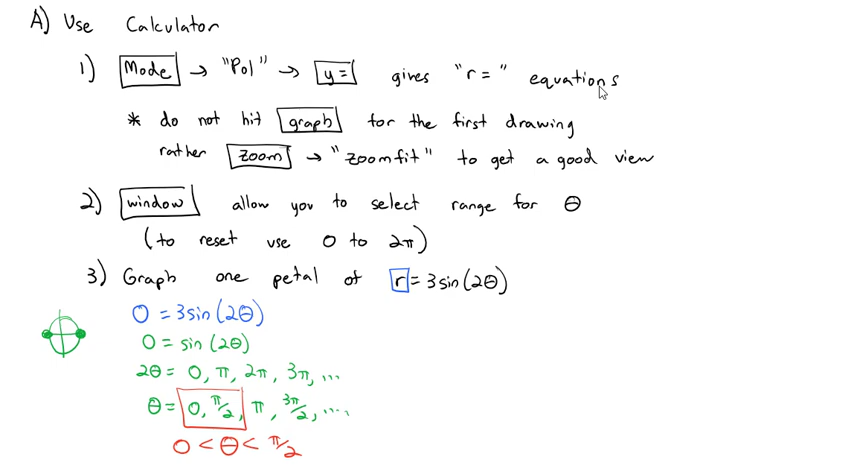 A) Use Calculator
1) Mode → "Pol" → y= gives "r=" equations
* do not hit graph for the first drawing
rather zoom → "zoomfit" to get a good view
2) window allow you to select range for θ
(to reset use 0 to 2π)
3) Graph one petal of r = 3sin(2θ)
0 = 3sin(2θ)
0 = sin(2θ)
2θ = 0, π, 2π, 3π, ...
θ = 0, π/2, π, 3π/2, ....
0 < θ < π/2